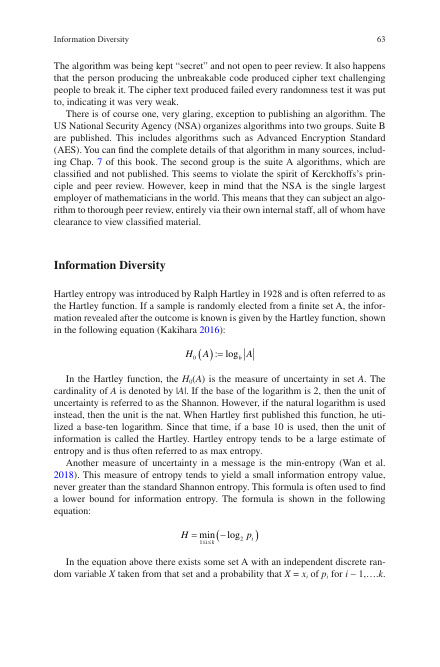 Information Diversity 63
The algorithm was being kept “secret” and not open to peer review. It also happens
that the person producing the unbreakable code produced cipher text challenging
people to break it. The cipher text produced failed every randomness test it was put
to, indicating it was very weak.
There is of course one, very glaring, exception to publishing an algorithm. The
US National Security Agency (NSA) organizes algorithms into two groups. Suite B
are published. This includes algorithms such as Advanced Encryption Standard
(AES). You can find the complete details of that algorithm in many sources, includ-
ing Chap. 7 of this book. The second group is the suite A algorithms, which are
classified and not published. This seems to violate the spirit of Kerckhoffs’s prin-
ciple and peer review. However, keep in mind that the NSA is the single largest
employer of mathematicians in the world. This means that they can subject an algo-
rithm to thorough peer review, entirely via their own internal staff, all of whom have
clearance to view classified material.
Information Diversity
Hartley entropy was introduced by Ralph Hartley in 1928 and is often referred to as
the Hartley function. If a sample is randomly elected from a finite set A, the infor-
mation revealed after the outcome is known is given by the Hartley function, shown
in the following equation (Kakihara 2016):
H₀(A) := log_b |A|
In the Hartley function, the H₀(A) is the measure of uncertainty in set A. The
cardinality of A is denoted by |A|. If the base of the logarithm is 2, then the unit of
uncertainty is referred to as the Shannon. However, if the natural logarithm is used
instead, then the unit is the nat. When Hartley first published this function, he uti-
lized a base-ten logarithm. Since that time, if a base 10 is used, then the unit of
information is called the Hartley. Hartley entropy tends to be a large estimate of
entropy and is thus often referred to as max entropy.
Another measure of uncertainty in a message is the min-entropy (Wan et al.
2018). This measure of entropy tends to yield a small information entropy value,
never greater than the standard Shannon entropy. This formula is often used to find
a lower bound for information entropy. The formula is shown in the following
equation:
H = min (−log₂ pᵢ)
1≤i≤k
In the equation above there exists some set A with an independent discrete ran-
dom variable X taken from that set and a probability that X = xᵢ of pᵢ for i − 1,….k.